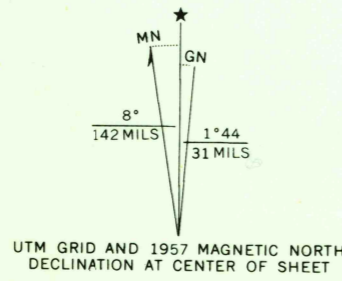 MN
GN
8°
142 MILS
1°44
31 MILS
UTM GRID AND 1957 MAGNETIC NORTH
DECLINATION AT CENTER OF SHEET